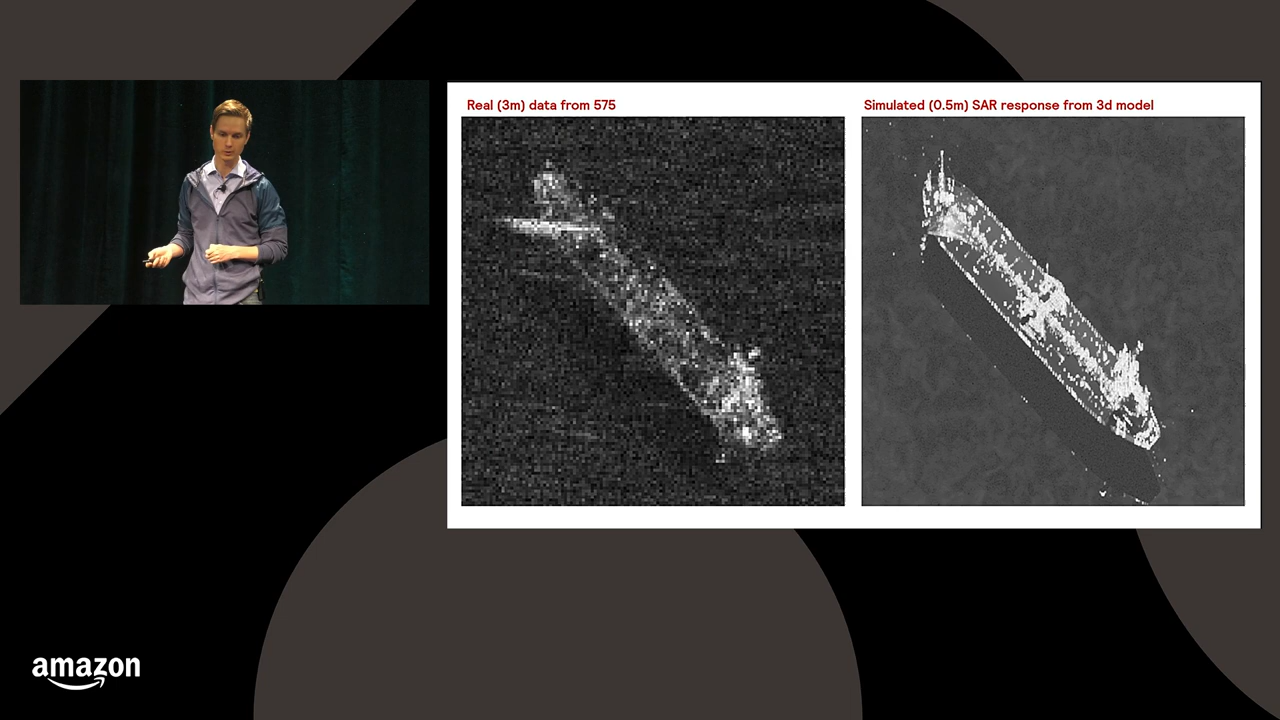 Real (3m) data from 575
Simulated (0.5m) SAR response from 3d model
amazon